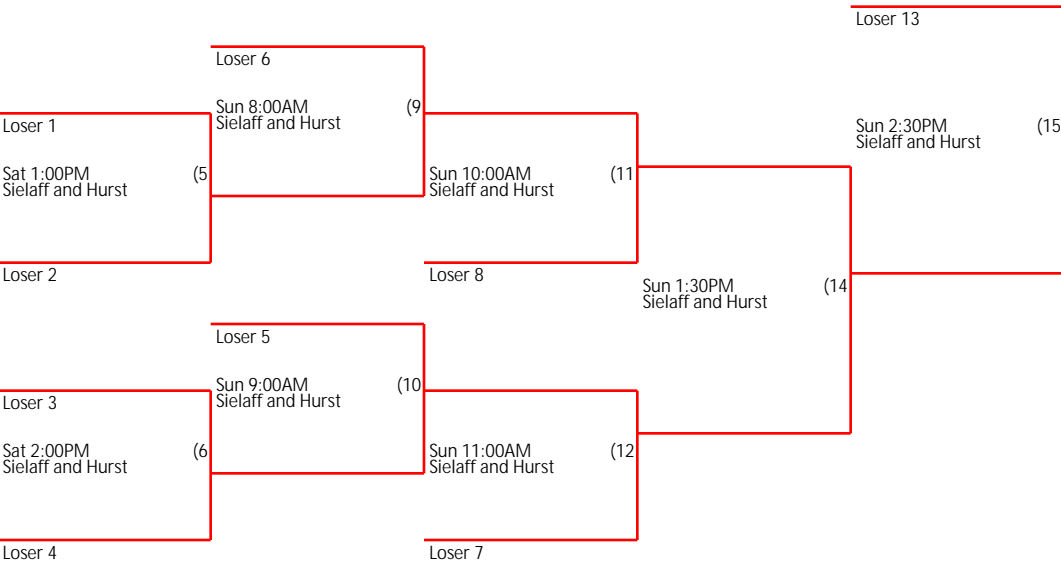 Loser 13
Loser 6
Sun 8:00AM (9
Sielaff and Hurst
Loser 1
Sun 2:30PM (15
Sielaff and Hurst
Sat 1:00PM (5
Sielaff and Hurst
Sun 10:00AM (11
Sielaff and Hurst
Loser 2
Loser 8
Sun 1:30PM (14
Sielaff and Hurst
Loser 5
Sun 9:00AM (10
Sielaff and Hurst
Loser 3
Sat 2:00PM (6
Sielaff and Hurst
Sun 11:00AM (12
Sielaff and Hurst
Loser 4
Loser 7